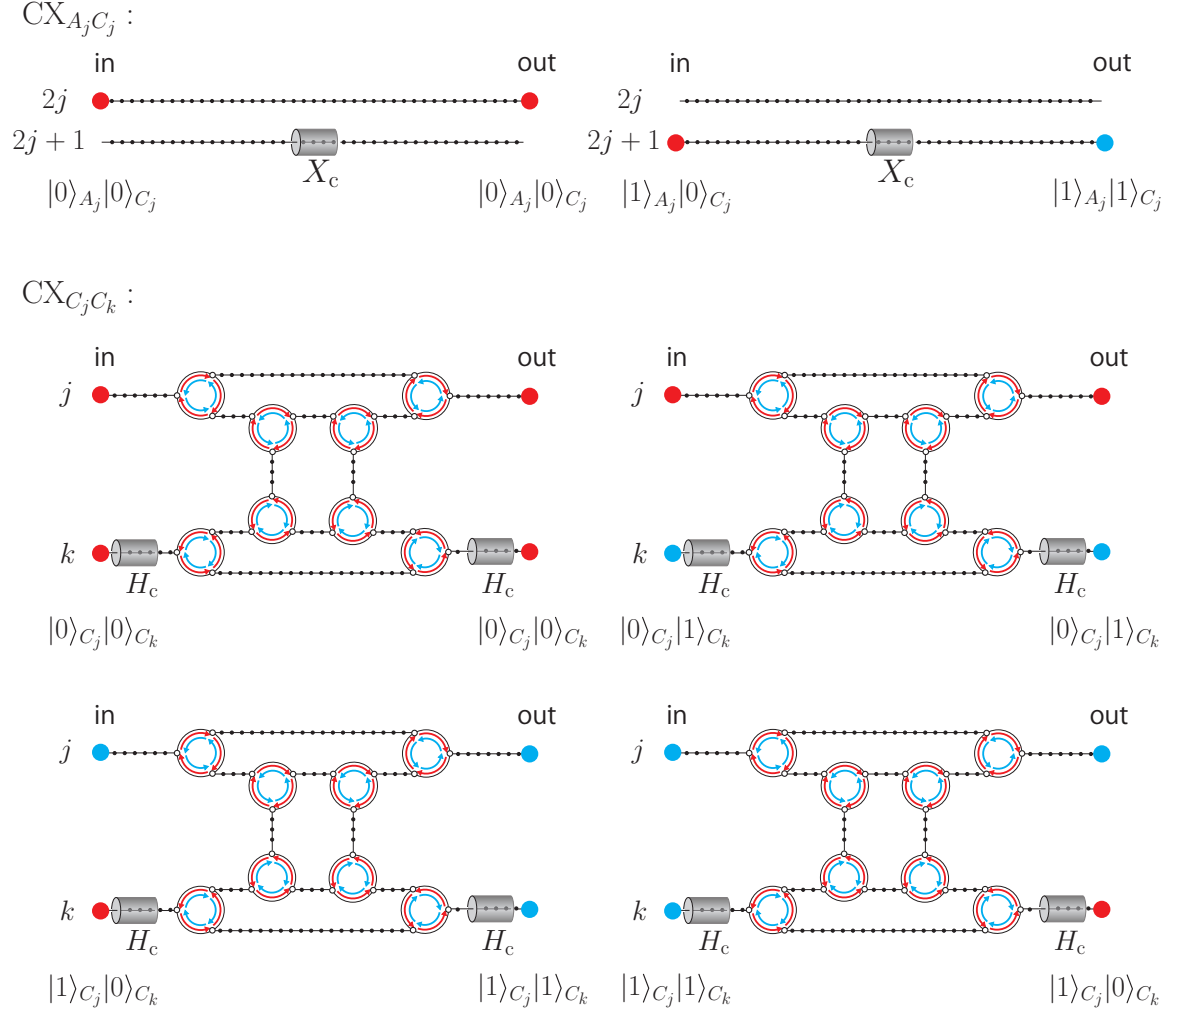 CX_{A_jC_j} :
in out in out
2j 2j
2j + 1 2j + 1
X_c X_c
|0⟩_{A_j}|0⟩_{C_j} |0⟩_{A_j}|0⟩_{C_j} |1⟩_{A_j}|0⟩_{C_j} |1⟩_{A_j}|1⟩_{C_j}
CX_{C_jC_k} :
in out in out
j j
k k
H_c H_c H_c H_c
|0⟩_{C_j}|0⟩_{C_k} |0⟩_{C_j}|0⟩_{C_k} |0⟩_{C_j}|1⟩_{C_k} |0⟩_{C_j}|1⟩_{C_k}
in out in out
j j
k k
H_c H_c H_c H_c
|1⟩_{C_j}|0⟩_{C_k} |1⟩_{C_j}|1⟩_{C_k} |1⟩_{C_j}|1⟩_{C_k} |1⟩_{C_j}|0⟩_{C_k}